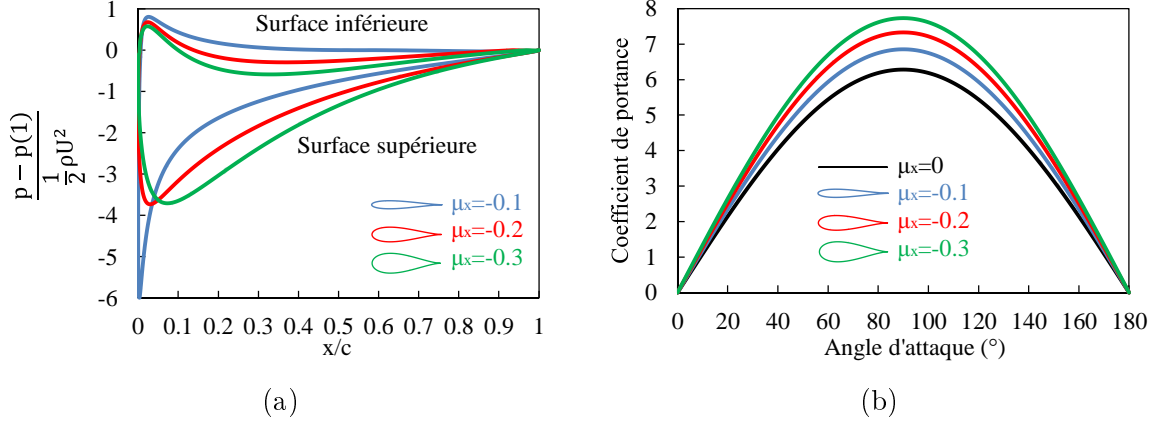 Surface inférieure
Surface supérieure
p − p(1)
1
2
ρU²
1
0
-1
-2
-3
-4
-5
-6
μx=-0.1
μx=-0.2
μx=-0.3
0 0.1 0.2 0.3 0.4 0.5 0.6 0.7 0.8 0.9 1
x/c
(a)
Coefficient de portance
8
7
6
5
4
3
2
1
0
μx=0
μx=-0.1
μx=-0.2
μx=-0.3
0 20 40 60 80 100 120 140 160 180
Angle d'attaque (°)
(b)